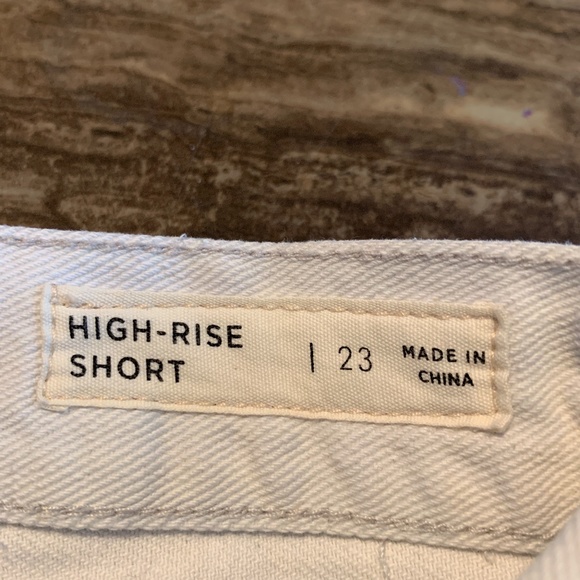 HIGH-RISE
SHORT
| 23
MADE IN
CHINA